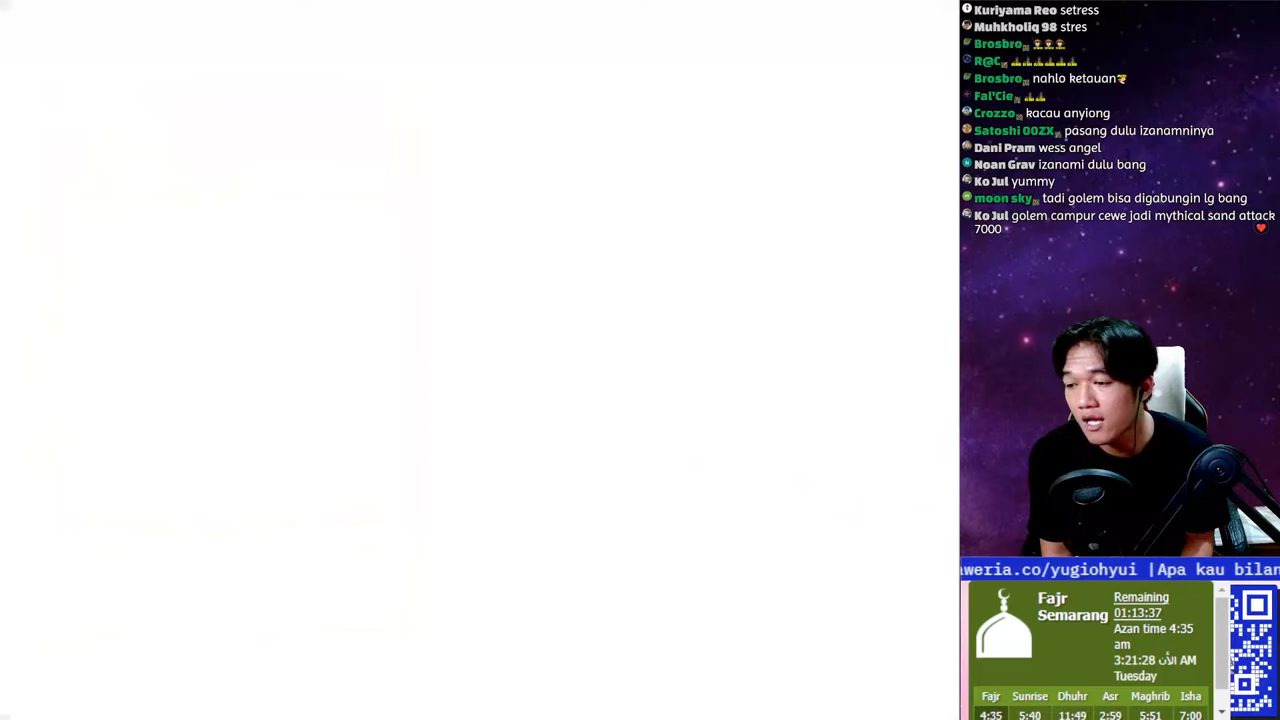 Kuriyama Reo setress
Muhkholiq 98 stres
Brosbro
R@C
Brosbro nahlo ketauan
Fal'Cie
Crozzo kacau anyiong
Satoshi 00ZX pasang dulu izanamninya
Dani Pram wess angel
Noan Grav izanami dulu bang
Ko Jul yummy
moon sky tadi golem bisa digabungin lg bang
Ko Jul golem campur cewe jadi mythical sand attack
7000
aweria.co/yugiohyui |Apa kau bilan
Fajr
Semarang
Remaining
01:13:37
Azan time 4:35
am
3:21:28 الآن AM
Tuesday
Fajr Sunrise Dhuhr Asr Maghrib Isha
4:35 5:40 11:49 2:59 5:51 7:00